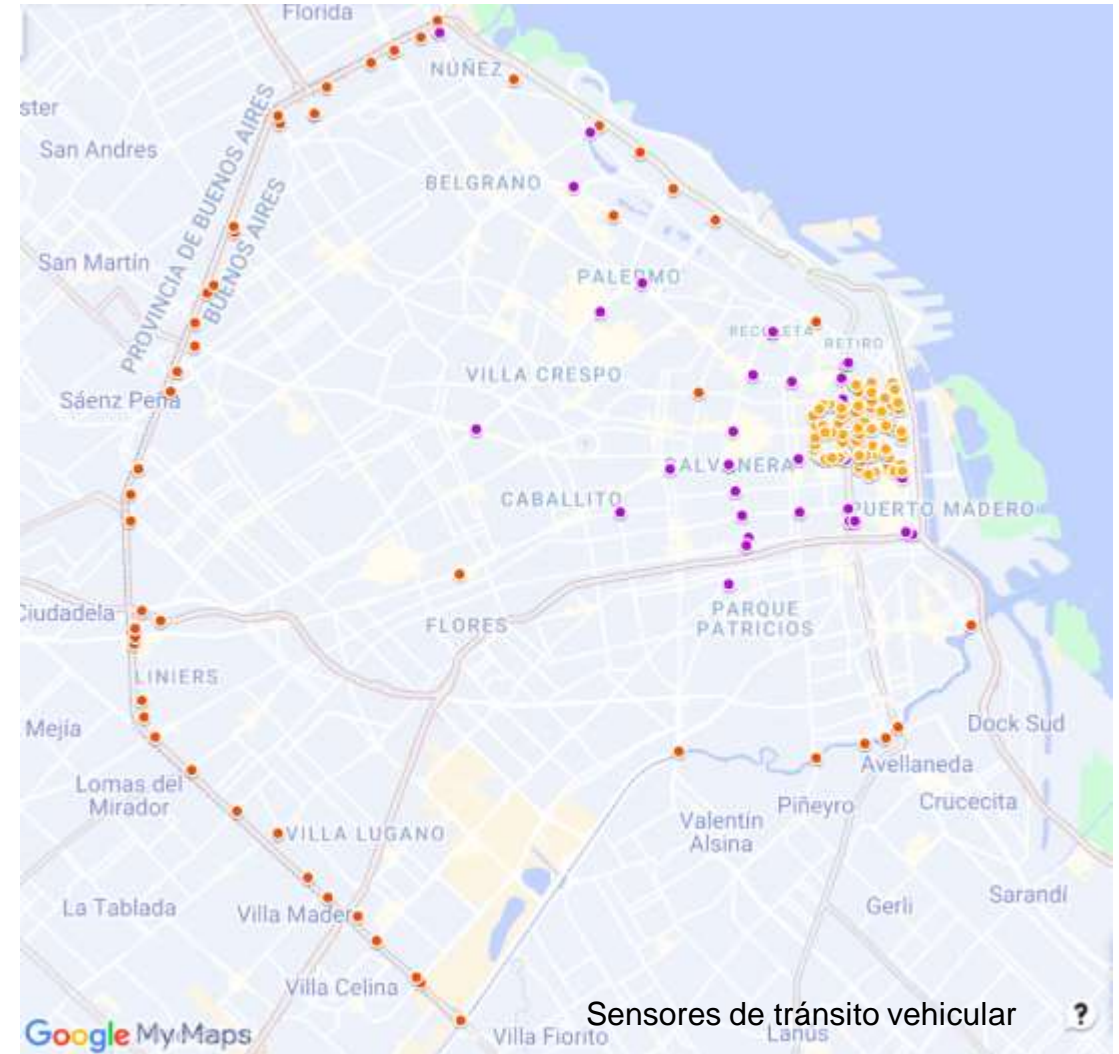 Florida
NÚÑEZ
ster
San Andres
BELGRANO
PROVINCIA DE BUENOS AIRES
BUENOS AIRES
San Martín
PALERMO
RECOLETA
RETIRO
VILLA CRESPO
Sáenz Peña
BALVANERA
CABALLITO
PUERTO MADERO
Ciudadela
FLORES
PARQUE
PATRICIOS
LINIERS
Mejía
Dock Sud
Avellaneda
Lomas del
Mirador
Piñeyro
Crucecita
Valentín
Alsina
VILLA LUGANO
Sarandí
La Tablada
Villa Madero
Gerli
Villa Celina
Sensores de tránsito vehicular
?
Google My Maps
Villa Fiorito
Lanús